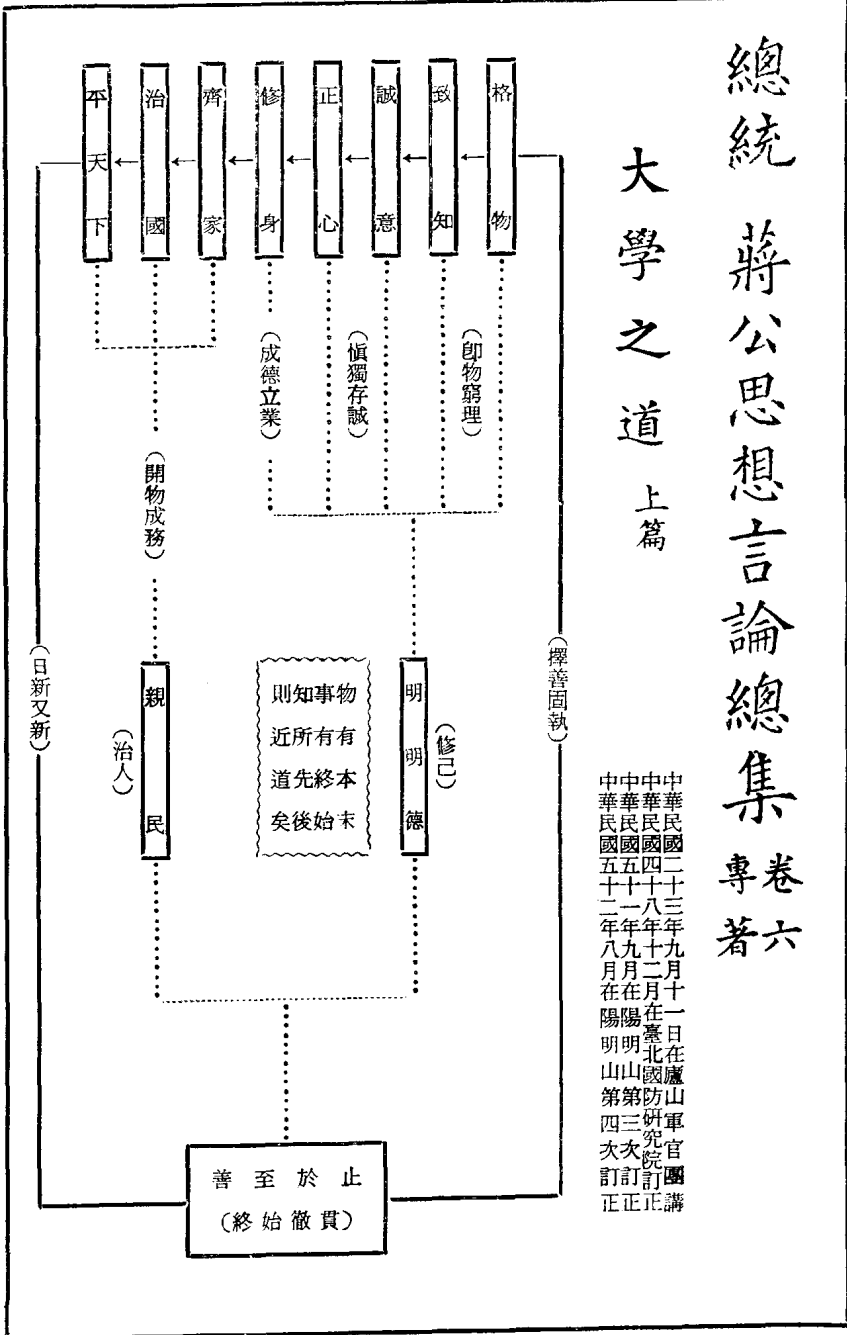 總統 蔣公思想言論總集 卷六 專著
大學之道 上篇
中華民國二十三年九月十一日在廬山軍官團講
中華民國四十八年十二月在臺北國防研究院訂正
中華民國五十一年九月在陽明山第三次訂正
中華民國五十二年八月在陽明山第四次訂正
格物
致知
誠意
正心
修身
齊家
治國
平天下
（卽物窮理）
（愼獨存誠）
（成德立業）
（開物成務）
（擇善固執）
（修己）
明明德
物有本末
事有終始
知所先後
則近道矣
親民
（治人）
（日新又新）
止於至善
（貫徹始終）